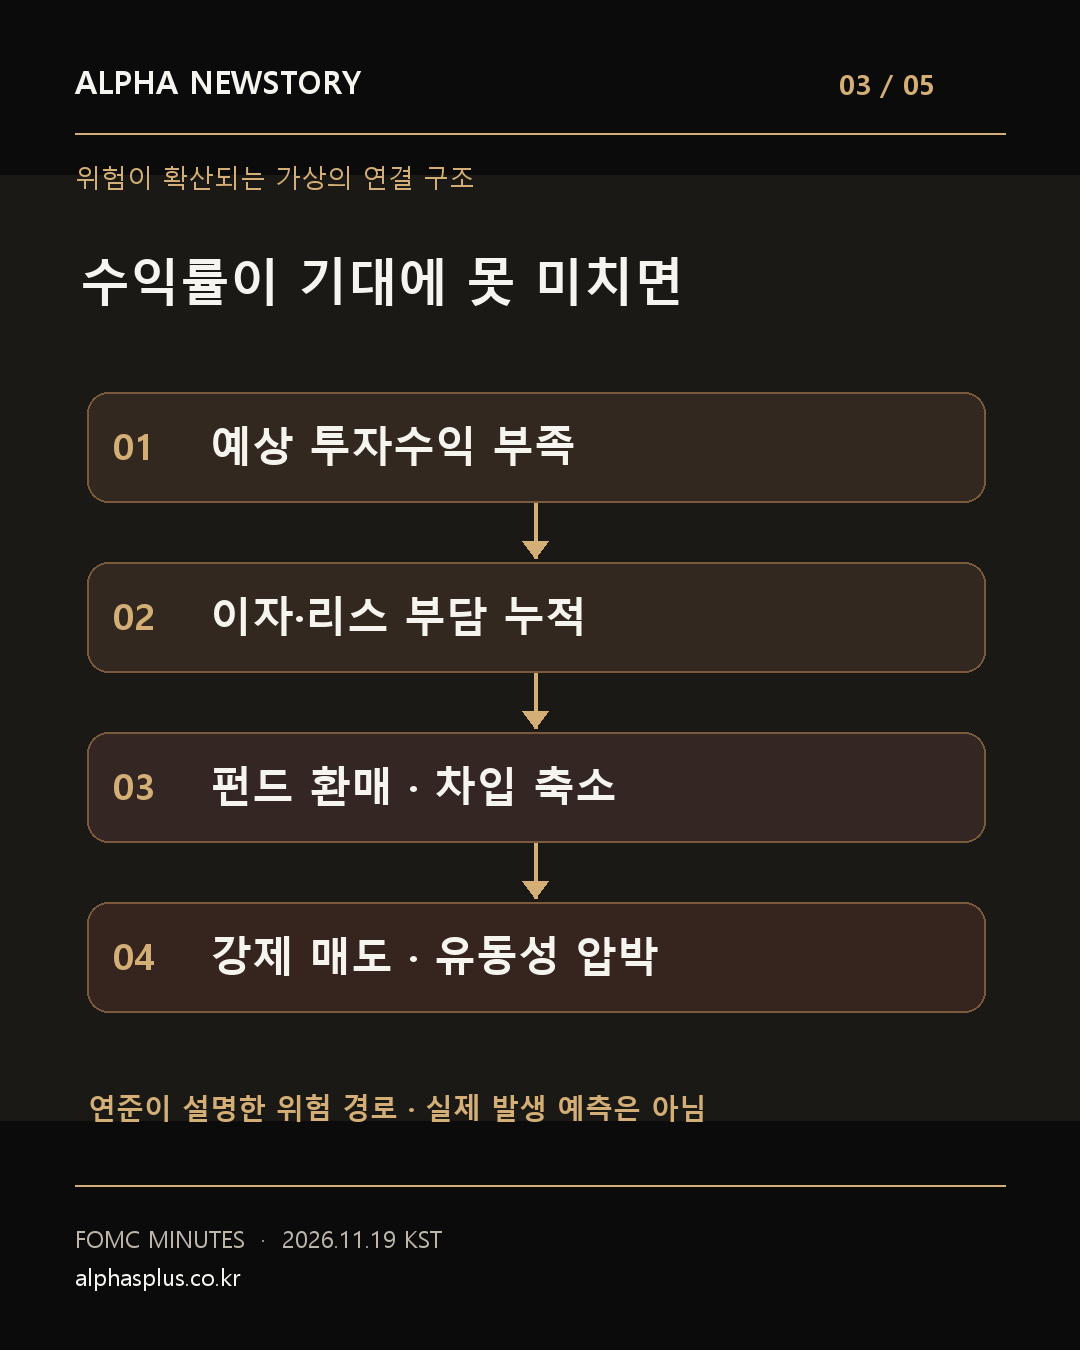 ALPHA NEWSTORY
03 / 05
위험이 확산되는 가상의 연결 구조
수익률이 기대에 못 미치면
01 예상 투자수익 부족
02 이자·리스 부담 누적
03 펀드 환매 · 차입 축소
04 강제 매도 · 유동성 압박
연준이 설명한 위험 경로 · 실제 발생 예측은 아님
FOMC MINUTES · 2026.11.19 KST
alphasplus.co.kr